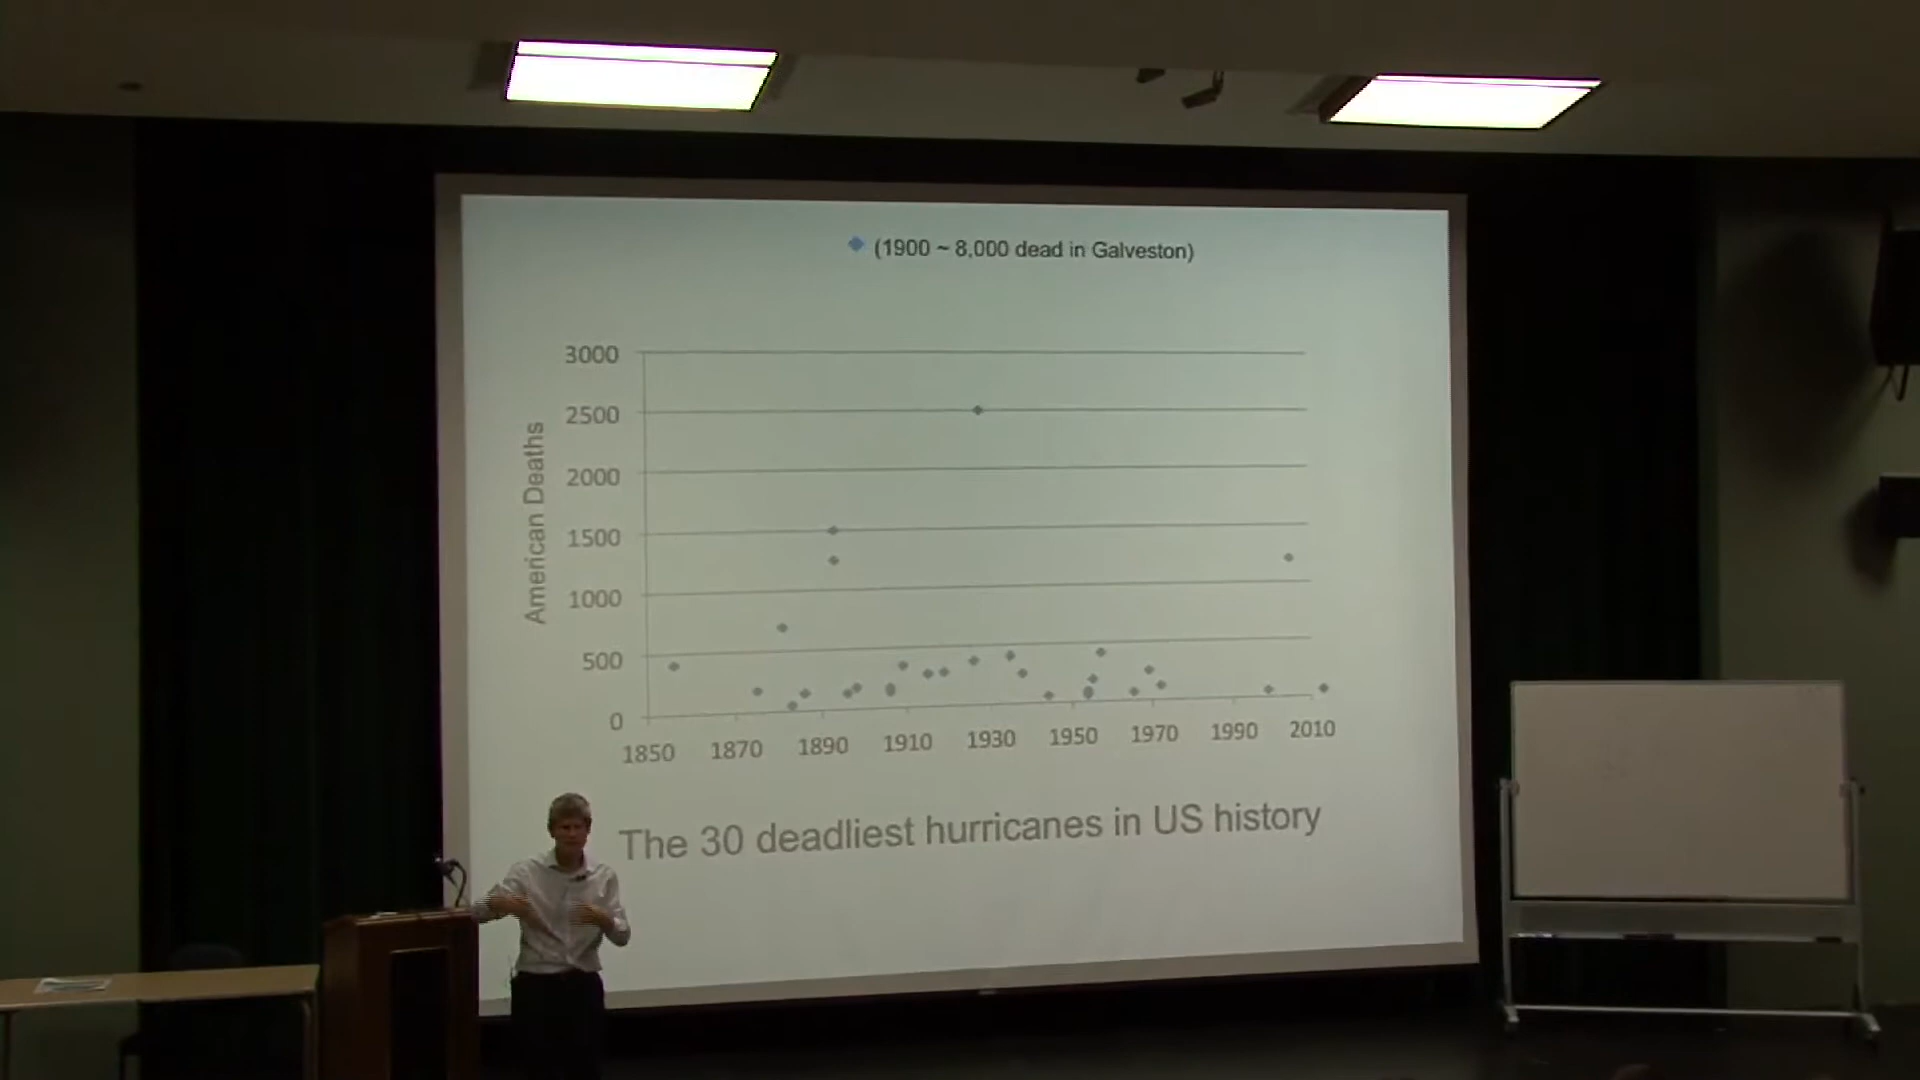 (1900 ~ 8,000 dead in Galveston)
3000
2500
2000
1500
1000
500
0
American Deaths
1850 1870 1890 1910 1930 1950 1970 1990 2010
The 30 deadliest hurricanes in US history